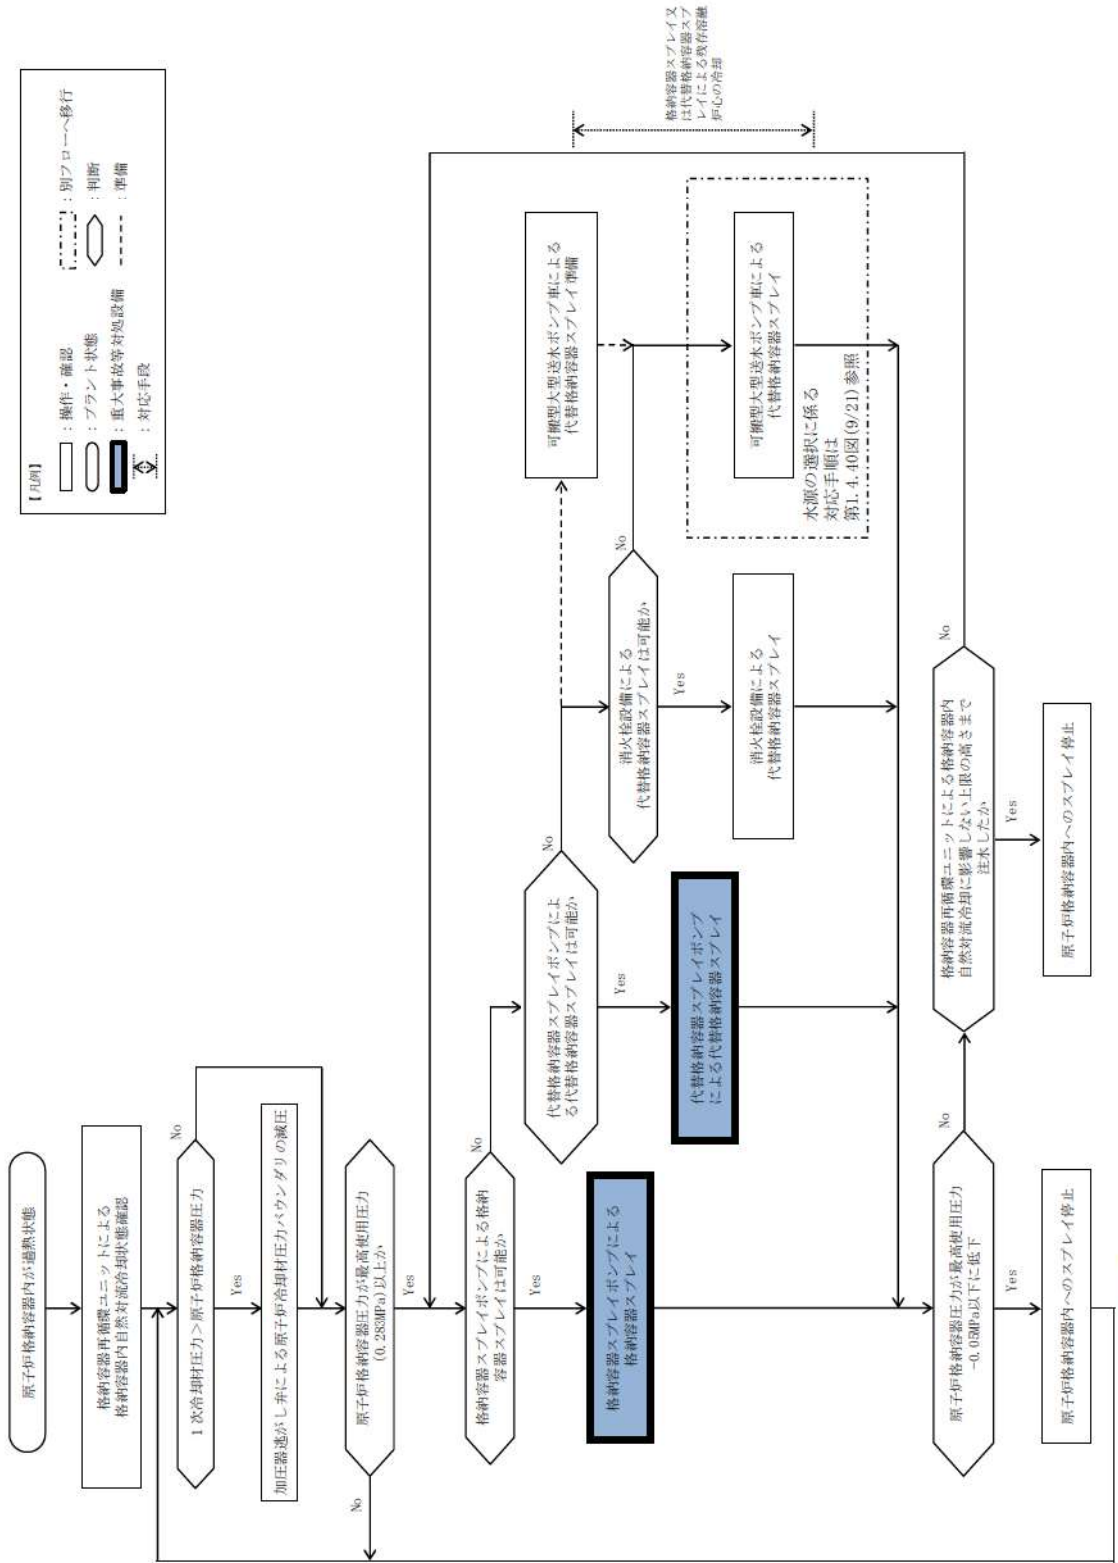 【凡例】
：操作・確認
：プラント状態
：重大事故等対処設備
：対応手段
：別フローへ移行
：判断
：準備
原子炉格納容器内が過熱状態
格納容器再循環ユニットによる
格納容器内自然対流冷却状態確認
1次冷却材圧力＞原子炉格納容器圧力
No
Yes
加圧器逃がし弁による原子炉冷却材圧力バウンダリの減圧
原子炉格納容器圧力が最高使用圧力
(0.283MPa)以上か
No
Yes
格納容器スプレイポンプによる格納
容器スプレイは可能か
No
Yes
格納容器スプレイポンプによる
格納容器スプレイ
代替格納容器スプレイポンプによ
る代替格納容器スプレイは可能か
No
Yes
代替格納容器スプレイポンプ
による代替格納容器スプレイ
可搬型大型送水ポンプ車による
代替格納容器スプレイ準備
消火栓設備による
代替格納容器スプレイは可能か
No
Yes
消火栓設備による
代替格納容器スプレイ
可搬型大型送水ポンプ車による
代替格納容器スプレイ
水源の選択に係る
対応手順は
第1.4.40図(9/21)参照
格納容器スプレイ又
は代替格納容器スプ
レイによる残存溶融
炉心の冷却
原子炉格納容器圧力が最高使用圧力
-0.05MPa以下に低下
No
Yes
原子炉格納容器内へのスプレイ停止
格納容器再循環ユニットによる格納容器内
自然対流冷却に影響しない上限の高さまで
注水したか
No
Yes
原子炉格納容器内へのスプレイ停止